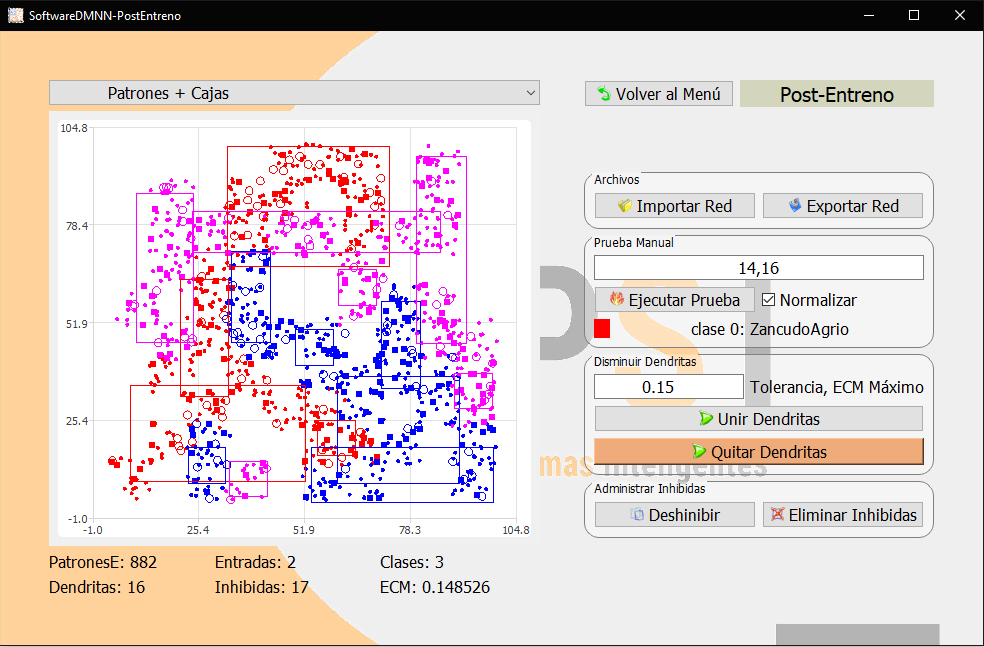 SoftwareDMNN-PostEntreno
Patrones + Cajas
Volver al Menú
Post-Entreno
104.8
78.4
51.9
25.4
-1.0
-1.0 25.4 51.9 78.3 104.8
PatronesE: 882 Entradas: 2 Clases: 3
Dendritas: 16 Inhibidas: 17 ECM: 0.148526
Archivos
Importar Red Exportar Red
Prueba Manual
14,16
Ejecutar Prueba Normalizar
clase 0: ZancudoAgrio
Disminuir Dendritas
0.15 Tolerancia, ECM Máximo
Unir Dendritas
Quitar Dendritas
mas Inteligentes
Administrar Inhibidas
Deshinibir Eliminar Inhibidas